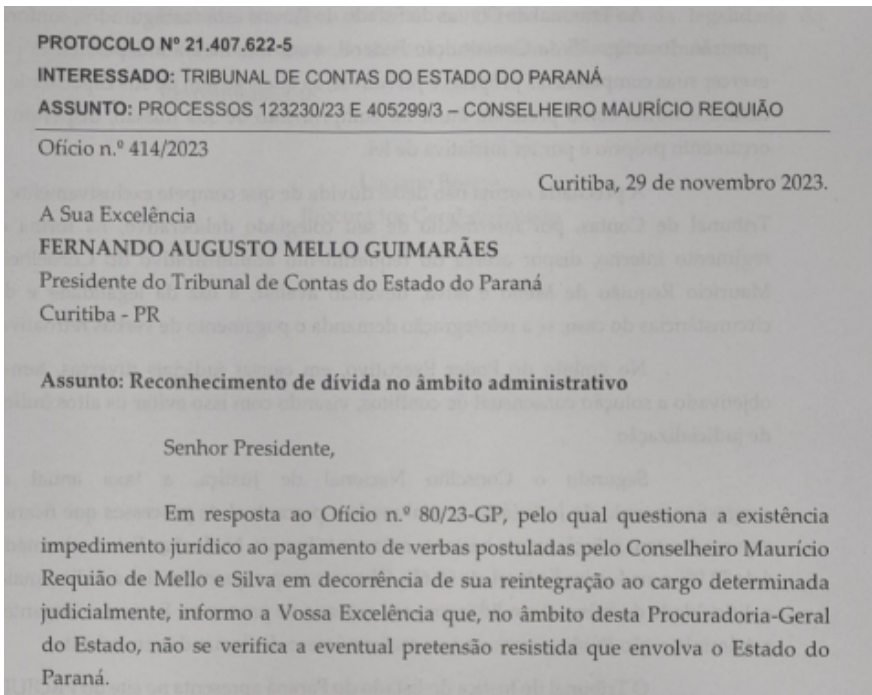 PROTOCOLO Nº 21.407.622-5
INTERESSADO: TRIBUNAL DE CONTAS DO ESTADO DO PARANÁ
ASSUNTO: PROCESSOS 123230/23 E 405299/3 – CONSELHEIRO MAURÍCIO REQUIÃO
Ofício n.º 414/2023
Curitiba, 29 de novembro 2023.
A Sua Excelência
FERNANDO AUGUSTO MELLO GUIMARÃES
Presidente do Tribunal de Contas do Estado do Paraná
Curitiba - PR
Assunto: Reconhecimento de dívida no âmbito administrativo
Senhor Presidente,
Em resposta ao Ofício n.º 80/23-GP, pelo qual questiona a existência
impedimento jurídico ao pagamento de verbas postuladas pelo Conselheiro Maurício
Requião de Mello e Silva em decorrência de sua reintegração ao cargo determinada
judicialmente, informo a Vossa Excelência que, no âmbito desta Procuradoria-Geral
do Estado, não se verifica a eventual pretensão resistida que envolva o Estado do
Paraná.